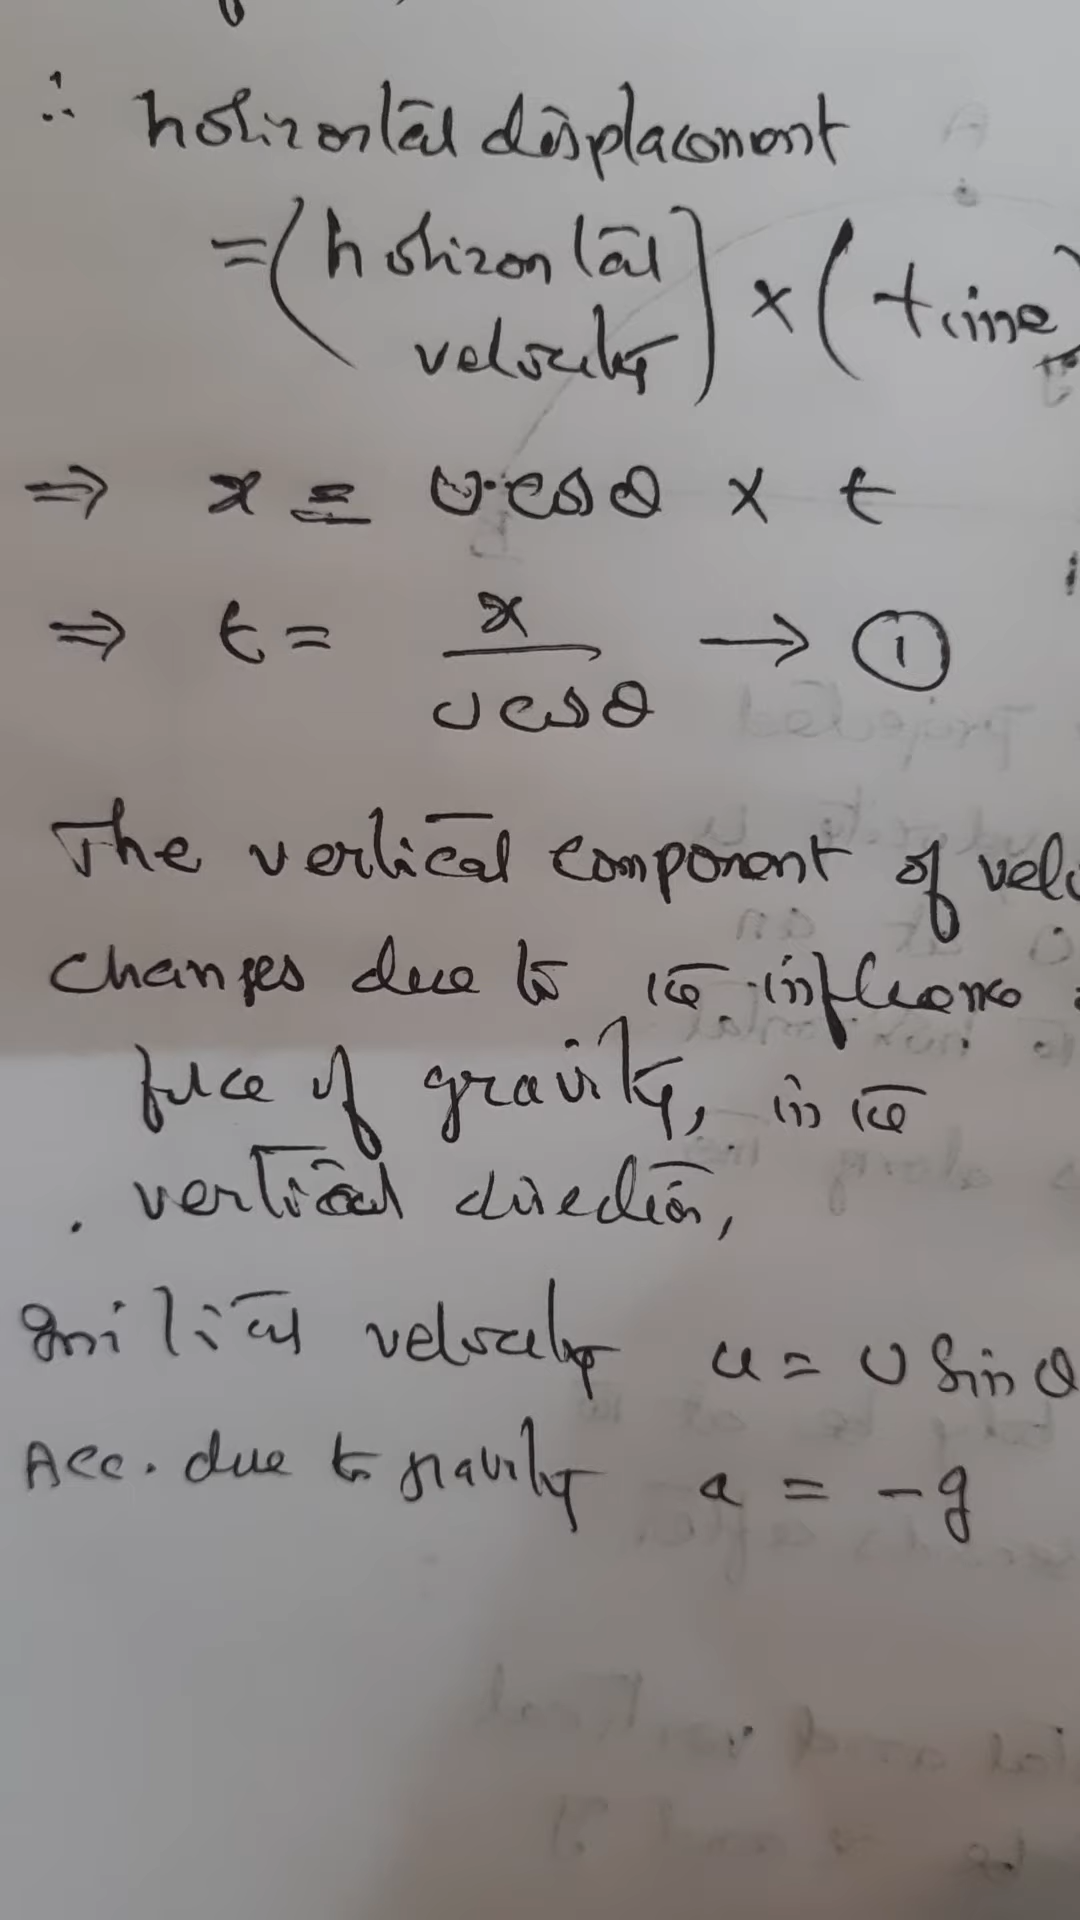 ∴ horizontal displacement
= (horizontal velocity) × (time)
⇒ x = v cos θ × t
⇒ t = x / v cos θ → ①
The vertical component of
changes due to the influence
force of gravity, in the
vertical direction,
Initial velocity u = v sin θ
Acc. due to gravity a = -g